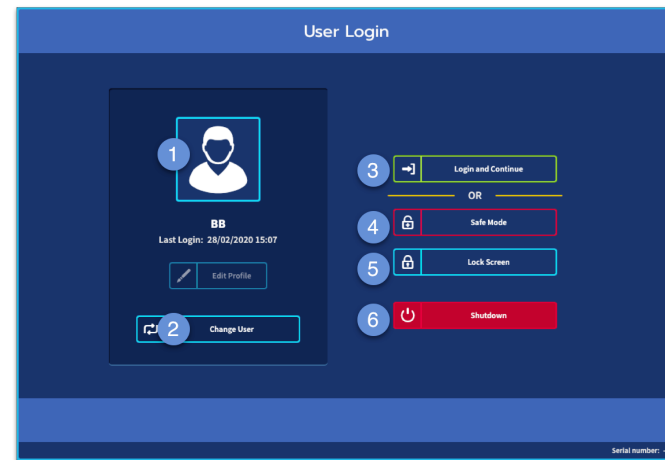 User Login
1
BB
Last Login: 28/02/2020 15:07
Edit Profile
2
Change User
3
Login and Continue
OR
4
Safe Mode
5
Lock Screen
6
Shutdown
Serial number: